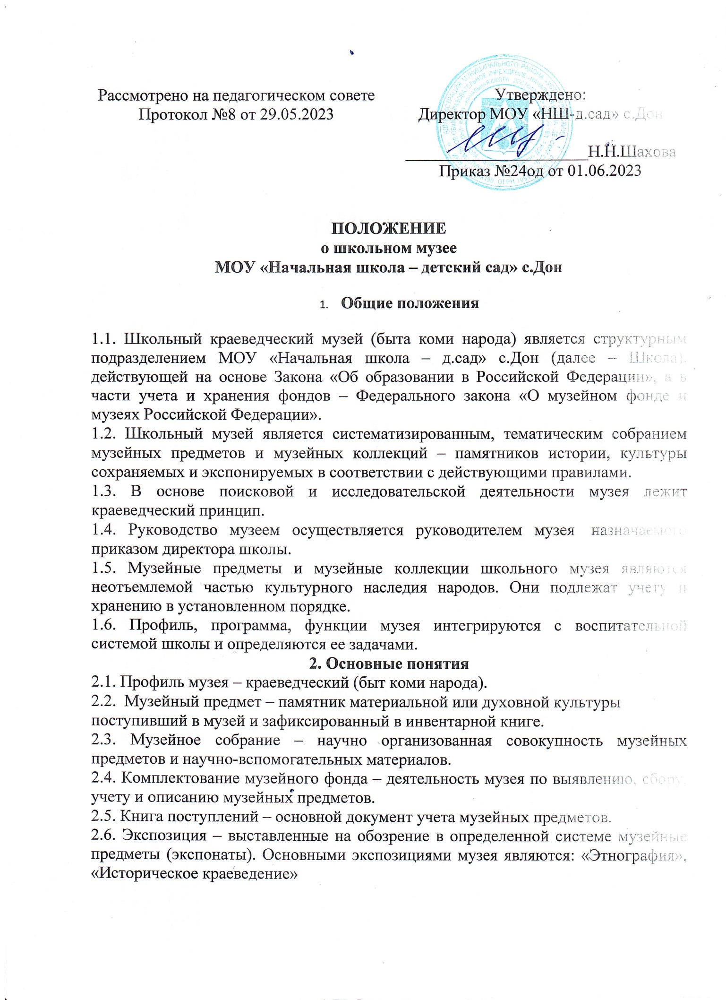 Рассмотрено на педагогическом совете
Протокол №8 от 29.05.2023
Утверждено:
Директор МОУ «НШ-д.сад» с.Дон
Н.Н.Шахова
Приказ №24од от 01.06.2023
ПОЛОЖЕНИЕ
о школьном музее
МОУ «Начальная школа – детский сад» с.Дон
1. Общие положения
1.1. Школьный краеведческий музей (быта коми народа) является структурным
подразделением МОУ «Начальная школа – д.сад» с.Дон (далее – Школа),
действующей на основе Закона «Об образовании в Российской Федерации», а в
части учета и хранения фондов – Федерального закона «О музейном фонде и
музеях Российской Федерации».
1.2. Школьный музей является систематизированным, тематическим собранием
музейных предметов и музейных коллекций – памятников истории, культуры
сохраняемых и экспонируемых в соответствии с действующими правилами.
1.3. В основе поисковой и исследовательской деятельности музея лежит
краеведческий принцип.
1.4. Руководство музеем осуществляется руководителем музея назначаемого
приказом директора школы.
1.5. Музейные предметы и музейные коллекции школьного музея являются
неотъемлемой частью культурного наследия народов. Они подлежат учету и
хранению в установленном порядке.
1.6. Профиль, программа, функции музея интегрируются с воспитательной
системой школы и определяются ее задачами.
2. Основные понятия
2.1. Профиль музея – краеведческий (быт коми народа).
2.2. Музейный предмет – памятник материальной или духовной культуры
поступивший в музей и зафиксированный в инвентарной книге.
2.3. Музейное собрание – научно организованная совокупность музейных
предметов и научно-вспомогательных материалов.
2.4. Комплектование музейного фонда – деятельность музея по выявлению, сбору,
учету и описанию музейных предметов.
2.5. Книга поступлений – основной документ учета музейных предметов.
2.6. Экспозиция – выставленные на обозрение в определенной системе музейные
предметы (экспонаты). Основными экспозициями музея являются: «Этнография»,
«Историческое краеведение»